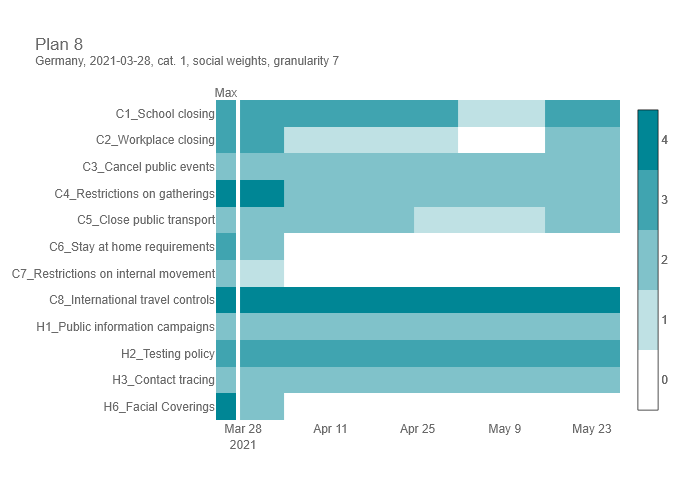 Plan 8
Germany, 2021-03-28, cat. 1, social weights, granularity 7
Max
C1_School closing
C2_Workplace closing
C3_Cancel public events
C4_Restrictions on gatherings
C5_Close public transport
C6_Stay at home requirements
C7_Restrictions on internal movement
C8_International travel controls
H1_Public information campaigns
H2_Testing policy
H3_Contact tracing
H6_Facial Coverings
Mar 28 Apr 11 Apr 25 May 9 May 23
2021
4
3
2
1
0